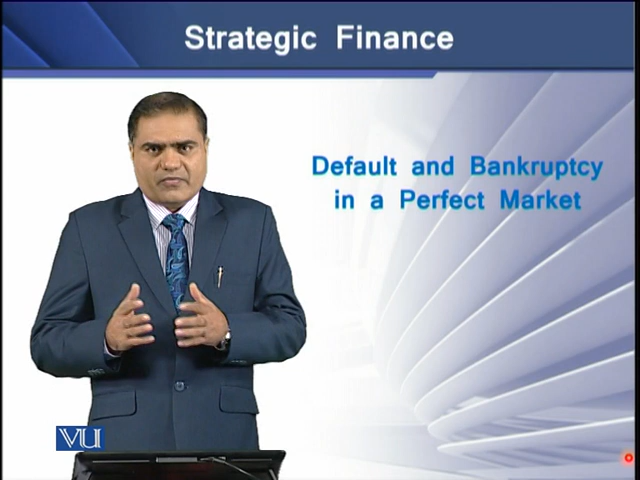 Strategic Finance
Default and Bankruptcy
in a Perfect Market
VU